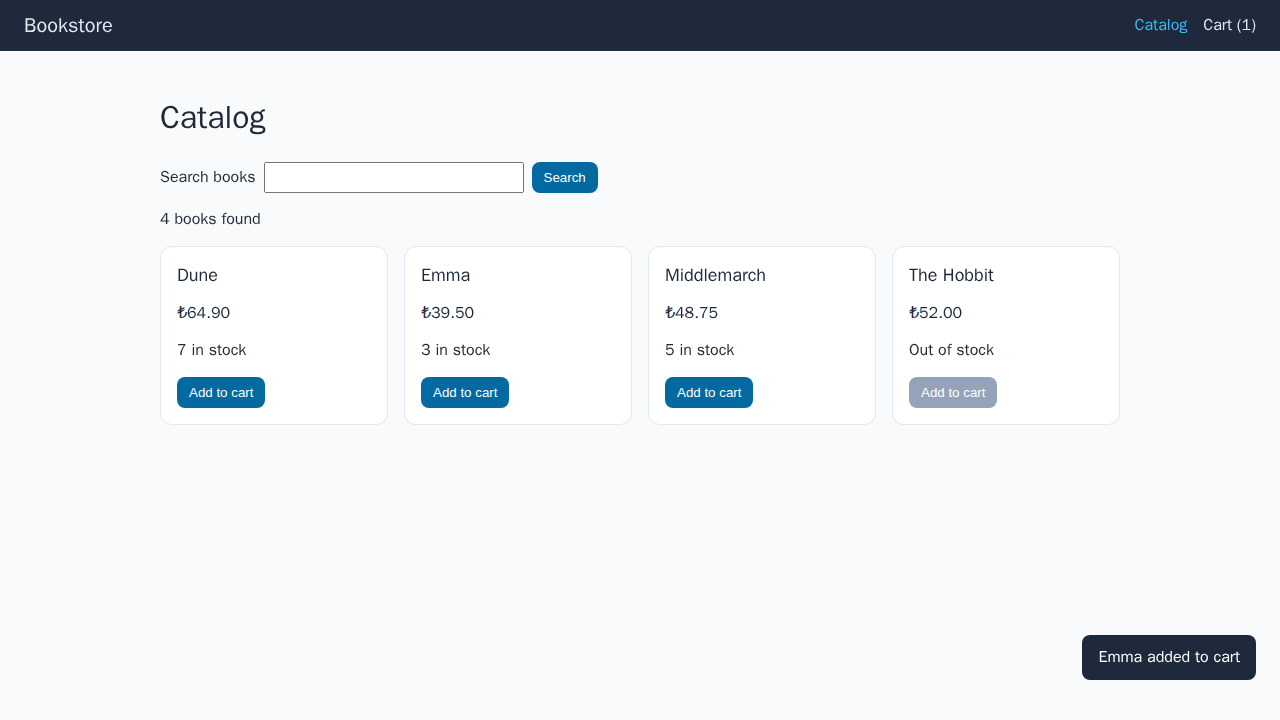 Bookstore
Catalog Cart (1)
Catalog
Search books Search
4 books found
Dune
₺64.90
7 in stock
Add to cart
Emma
₺39.50
3 in stock
Add to cart
Middlemarch
₺48.75
5 in stock
Add to cart
The Hobbit
₺52.00
Out of stock
Add to cart
Emma added to cart